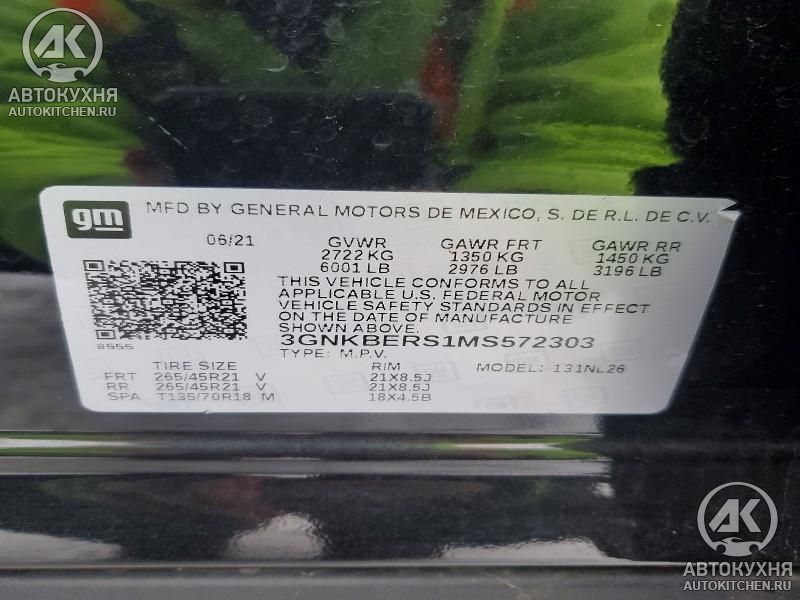 АК
АВТОКУХНЯ
AUTOKITCHEN.RU
gm MFD BY GENERAL MOTORS DE MEXICO, S. DE R.L. DE C.V.
06/21 GVWR GAWR FRT GAWR RR
2722 KG 1350 KG 1450 KG
6001 LB 2976 LB 3196 LB
THIS VEHICLE CONFORMS TO ALL
APPLICABLE U.S. FEDERAL MOTOR
VEHICLE SAFETY STANDARDS IN EFFECT
ON THE DATE OF MANUFACTURE
SHOWN ABOVE.
8555 3GNKBERS1MS572303
TYPE: M.P.V.
TIRE SIZE RIM MODEL: 131NL26
FRT 265/45R21 V 21X8.5J
RR 265/45R21 V 21X8.5J
SPA T135/70R18 M 18X4.5B
АК
АВТОКУХНЯ
AUTOKITCHEN.RU